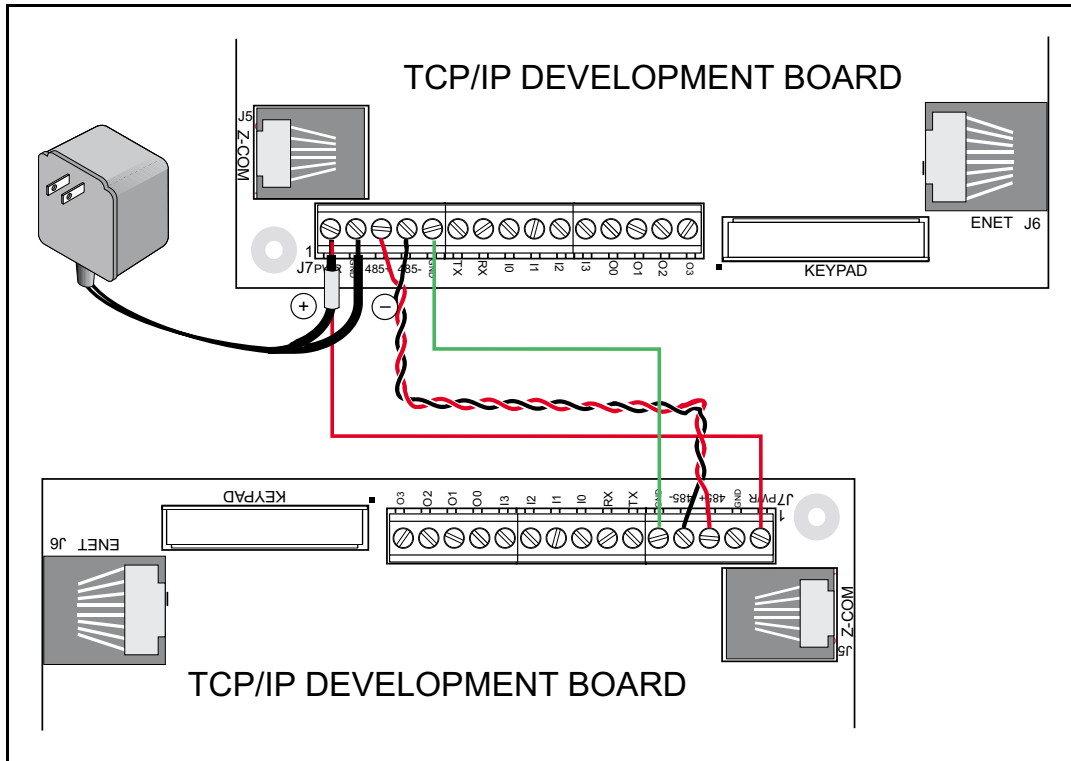 TCP/IP DEVELOPMENT BOARD
J5
Z-COM
ENET J6
KEYPAD
1
J7 PWR GND 485+ 485- GND TX RX I0 I1 I2 I3 O0 O1 O2 O3
+
−
KEYPAD
O3 O2 O1 O0 I3 I2 I1 I0 RX TX GND 485- 485+ GND PWR J7
1
J6 ENET
Z-COM
J5
TCP/IP DEVELOPMENT BOARD